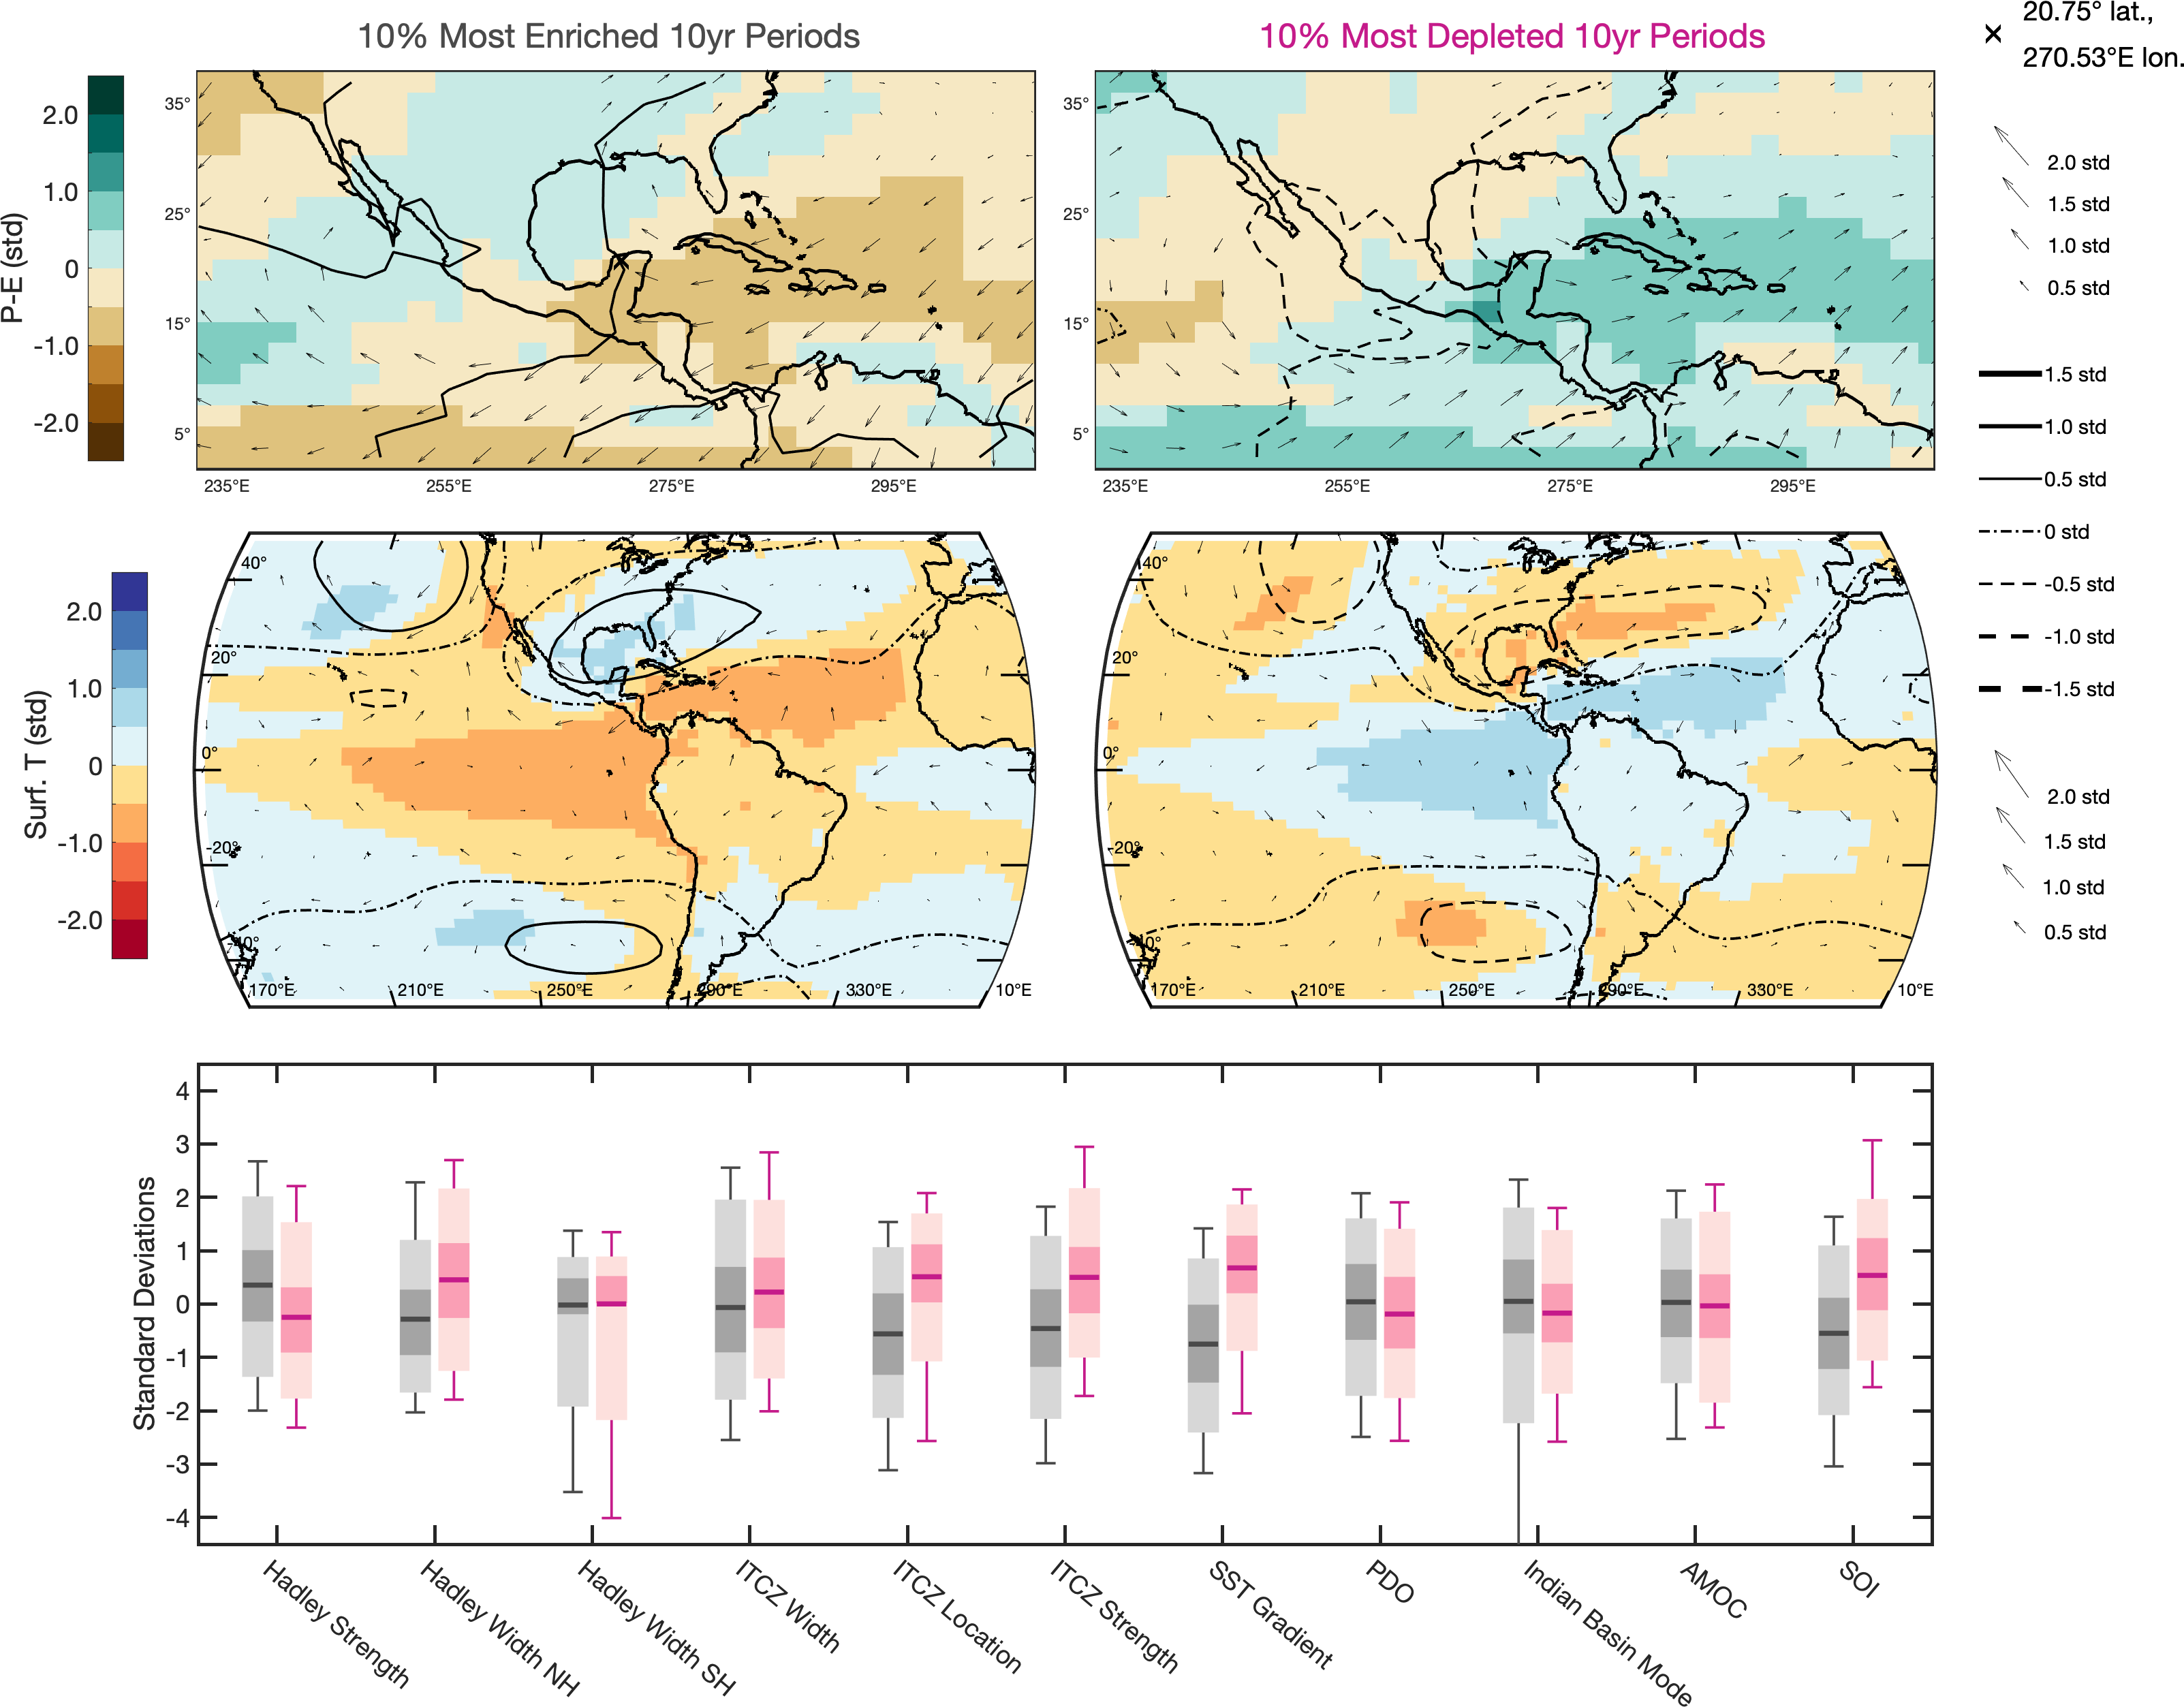 10% Most Enriched 10yr Periods
10% Most Depleted 10yr Periods
20.75° lat.,
270.53°E lon.
P-E (std)
2.0
1.0
0
-1.0
-2.0
35°
25°
15°
5°
235°E
255°E
275°E
295°E
35°
25°
15°
5°
235°E
255°E
275°E
295°E
2.0 std
1.5 std
1.0 std
0.5 std
1.5 std
1.0 std
0.5 std
0 std
-0.5 std
-1.0 std
-1.5 std
Surf. T (std)
2.0
1.0
0
-1.0
-2.0
40°
20°
0°
-20°
-40°
170°E
210°E
250°E
290°E
330°E
10°E
40°
20°
0°
-20°
-40°
170°E
210°E
250°E
290°E
330°E
10°E
2.0 std
1.5 std
1.0 std
0.5 std
Standard Deviations
4
3
2
1
0
-1
-2
-3
-4
Hadley Strength
Hadley Width NH
Hadley Width SH
ITCZ Width
ITCZ Location
ITCZ Strength
SST Gradient
PDO
Indian Basin Mode
AMOC
SOI